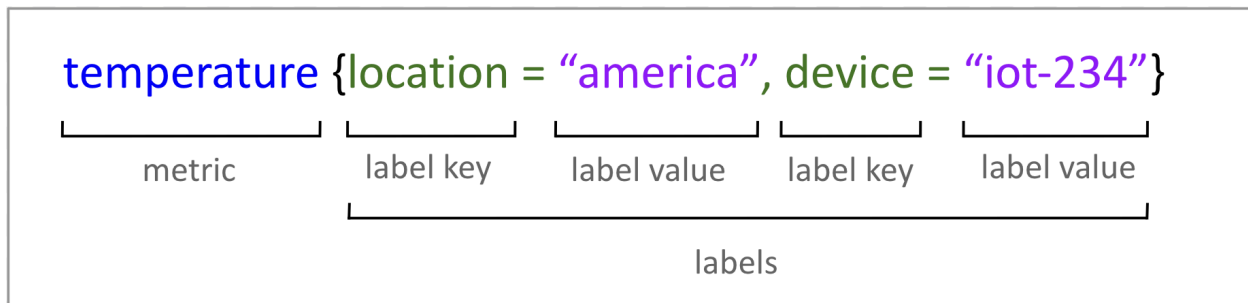 temperature {location = “america”, device = “iot-234”}
metric label key label value label key label value
labels